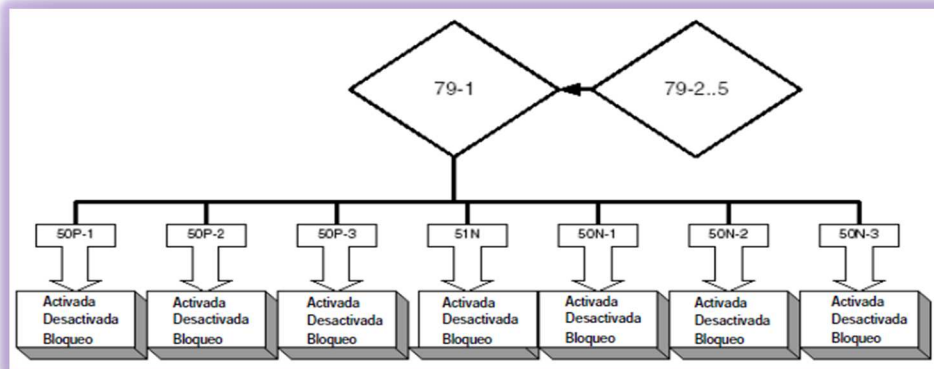 79-1
79-2..5
50P-1
50P-2
50P-3
51N
50N-1
50N-2
50N-3
Activada
Desactivada
Bloqueo
Activada
Desactivada
Bloqueo
Activada
Desactivada
Bloqueo
Activada
Desactivada
Bloqueo
Activada
Desactivada
Bloqueo
Activada
Desactivada
Bloqueo
Activada
Desactivada
Bloqueo